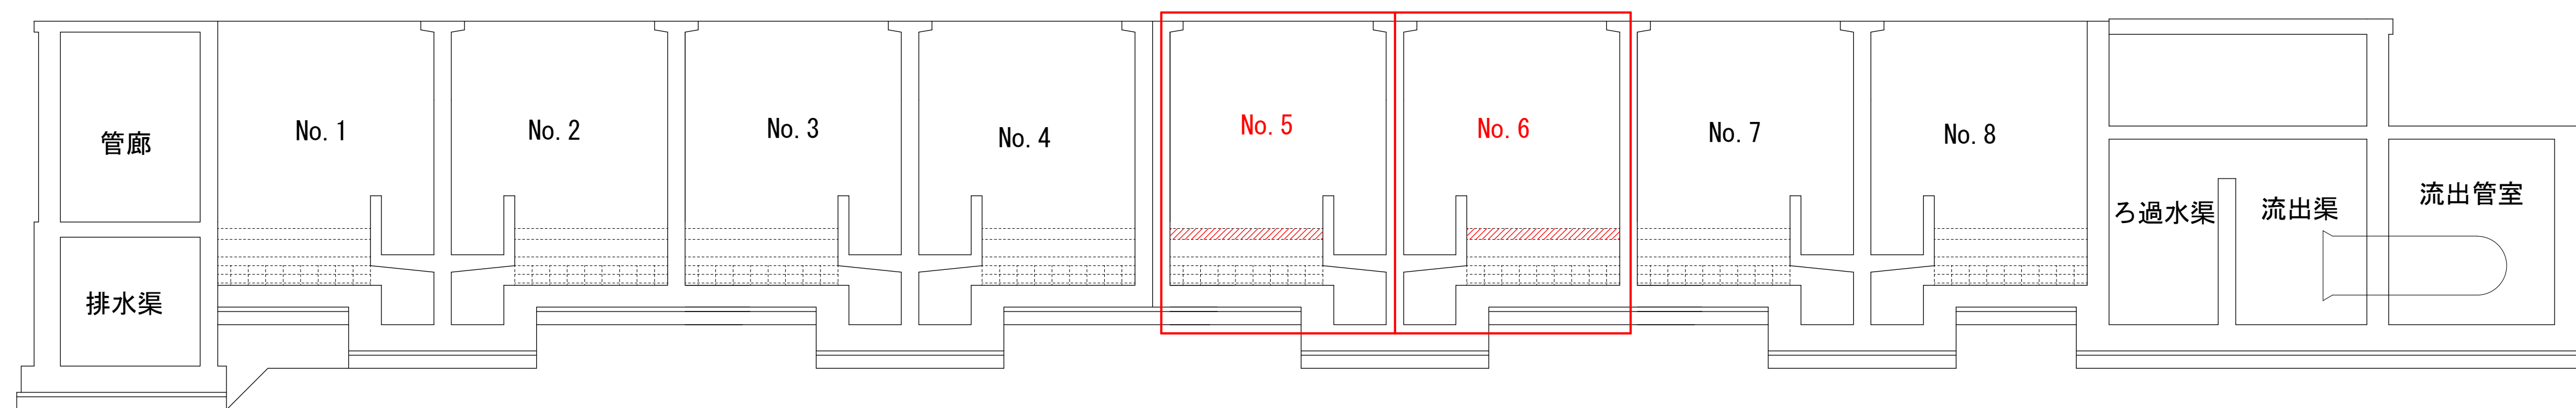 管廊
排水渠
No. 1
No. 2
No. 3
No. 4
No. 5
No. 6
No. 7
No. 8
ろ過水渠
流出渠
流出管室